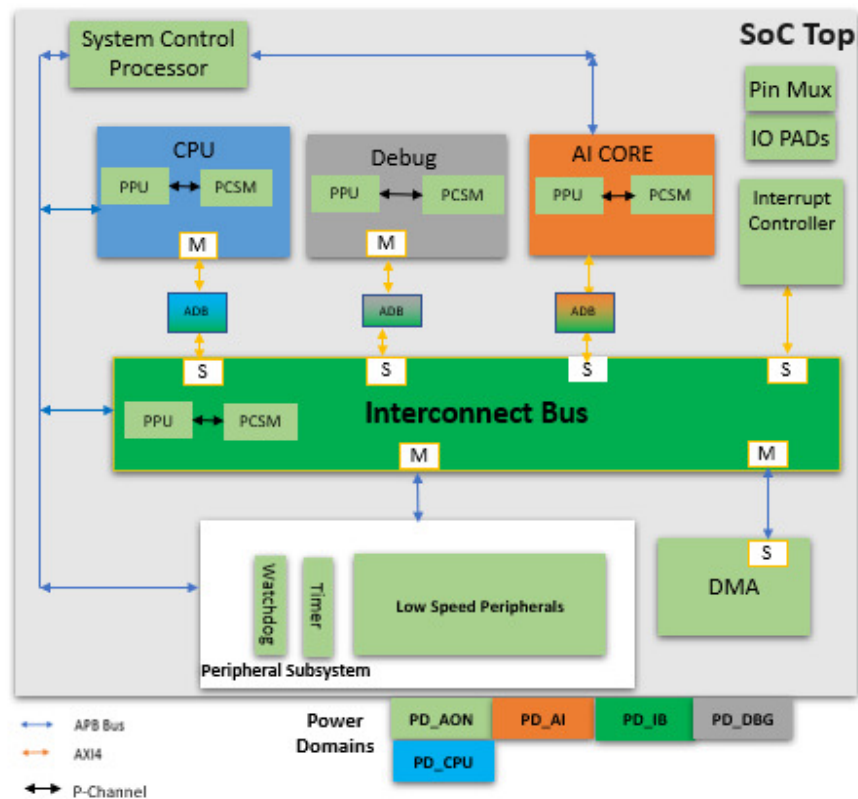 System Control
Processor
SoC Top
Pin Mux
IO PADs
CPU
PPU
PCSM
M
Debug
PPU
PCSM
M
AI CORE
PPU
PCSM
Interrupt
Controller
ADB
ADB
ADB
S
S
S
S
Interconnect Bus
PPU
PCSM
M
M
Watchdog
Timer
Low Speed Peripherals
Peripheral Subsystem
S
DMA
APB Bus
AXI4
P-Channel
Power
Domains
PD_AON
PD_AI
PD_IB
PD_DBG
PD_CPU